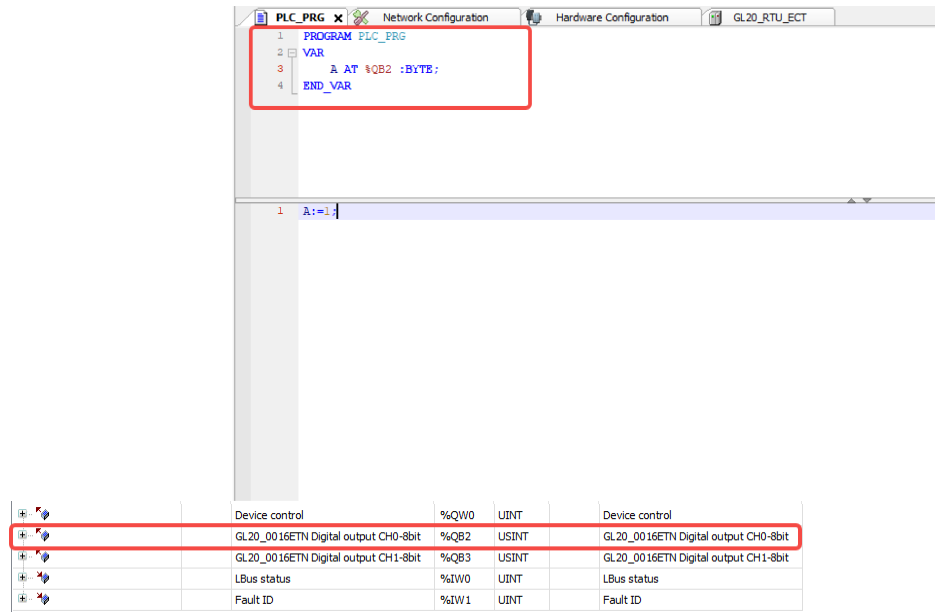 PLC_PRG Network Configuration Hardware Configuration GL20_RTU_ECT
1 PROGRAM PLC_PRG
2 VAR
3 A AT %QB2 :BYTE;
4 END_VAR
1 A:=1;
Device control %QW0 UINT Device control
GL20_0016ETN Digital output CH0-8bit %QB2 USINT GL20_0016ETN Digital output CH0-8bit
GL20_0016ETN Digital output CH1-8bit %QB3 USINT GL20_0016ETN Digital output CH1-8bit
LBus status %IW0 UINT LBus status
Fault ID %IW1 UINT Fault ID